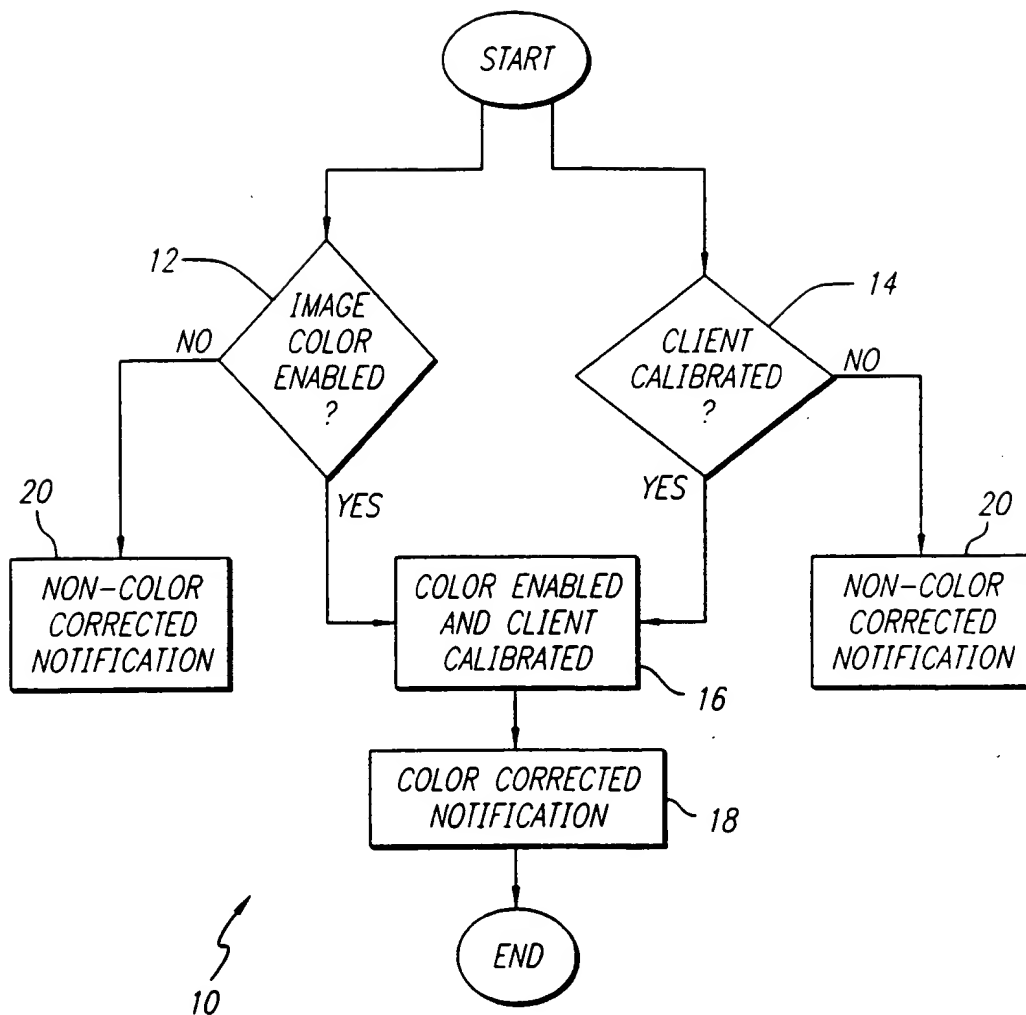 START
12
IMAGE
COLOR
ENABLED
?
NO
YES
14
CLIENT
CALIBRATED
?
NO
YES
20
NON-COLOR
CORRECTED
NOTIFICATION
COLOR ENABLED
AND CLIENT
CALIBRATED
16
20
NON-COLOR
CORRECTED
NOTIFICATION
COLOR CORRECTED
NOTIFICATION
18
END
10